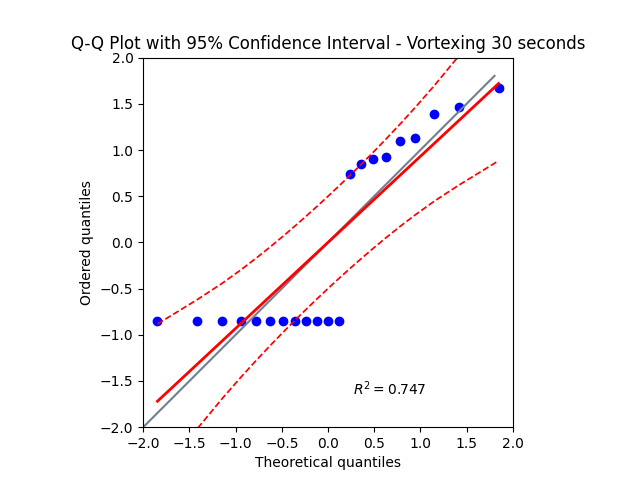 Q-Q Plot with 95% Confidence Interval - Vortexing 30 seconds
2.0
1.5
1.0
0.5
0.0
−0.5
−1.0
−1.5
−2.0
Ordered quantiles
R² = 0.747
−2.0 −1.5 −1.0 −0.5 0.0 0.5 1.0 1.5 2.0
Theoretical quantiles